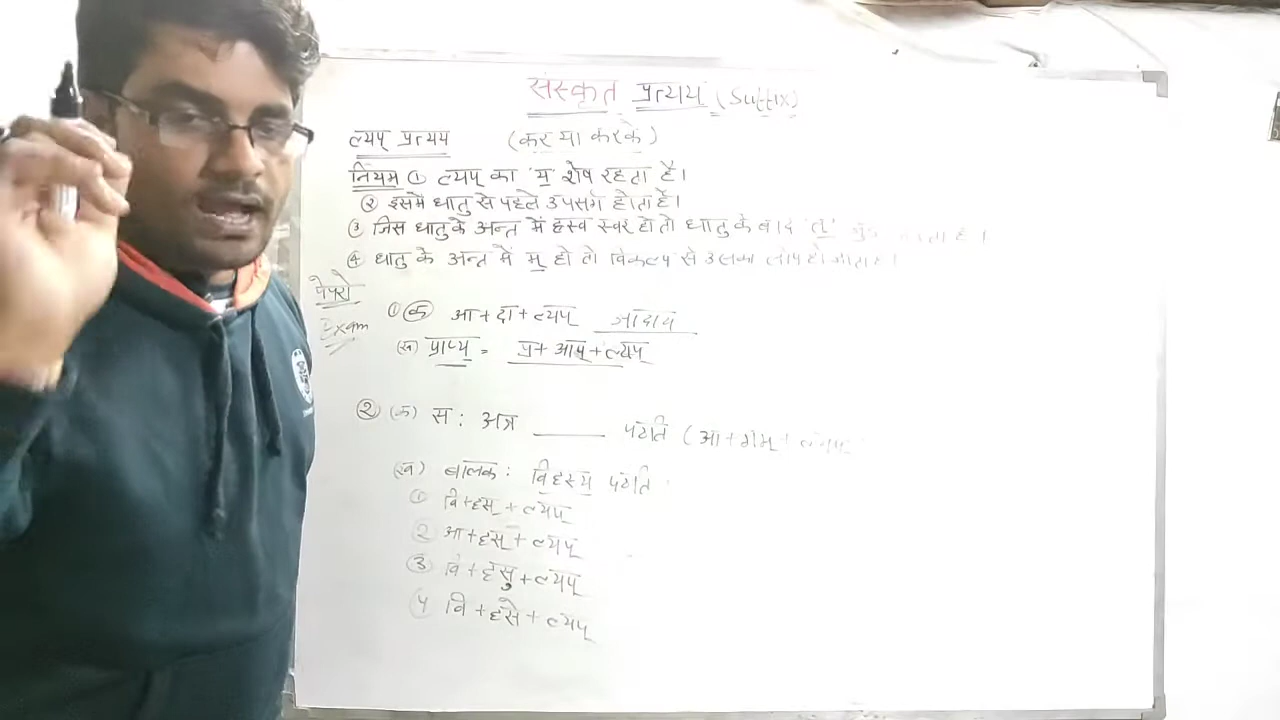 संस्कृत प्रत्यय (Suffix)
ल्यप् प्रत्यय (कर या करके)
नियम ① ल्यप् का 'य' शेष रहता है।
② इसमें धातु से पहले उपसर्ग होता है।
③ जिस धातु के अन्त में ह्रस्व स्वर हो तो धातु के बाद 'त्' है।
④ धातु के अन्त में म् हो तो विकल्प से उसका लोप हो जाता है।
पेपरो
Exam
① क आ+दा+ल्यप् आदाय
(ख) प्राप्य = प्र+आप्+ल्यप्
② (क) स: अत्र ______ पठति (आ+गम्+ल्यप्
(ख) बालक: विहस्य पठति
① वि+हस्+ल्यप्
2 आ+हस्+ल्यप्
3 वि+हसु+ल्यप्
4 वि+हसे+ल्यप्